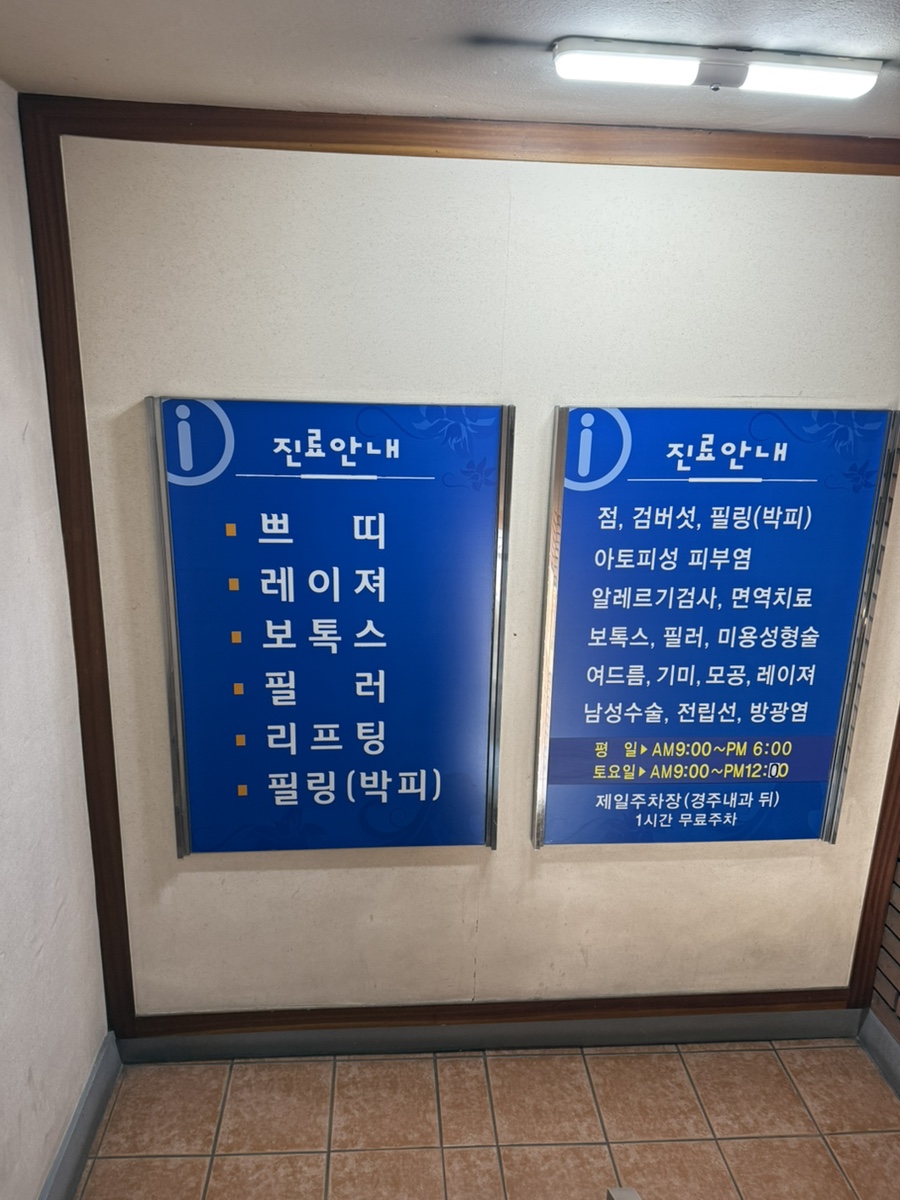 진료안내
쁘 띠
레이져
보톡스
필 러
리프팅
필링(박피)
진료안내
점, 검버섯, 필링(박피)
아토피성 피부염
알레르기검사, 면역치료
보톡스, 필러, 미용성형술
여드름, 기미, 모공, 레이져
남성수술, 전립선, 방광염
평 일▶AM9:00~PM 6:00
토요일▶AM9:00~PM12:00
제일주차장(경주내과 뒤)
1시간 무료주차